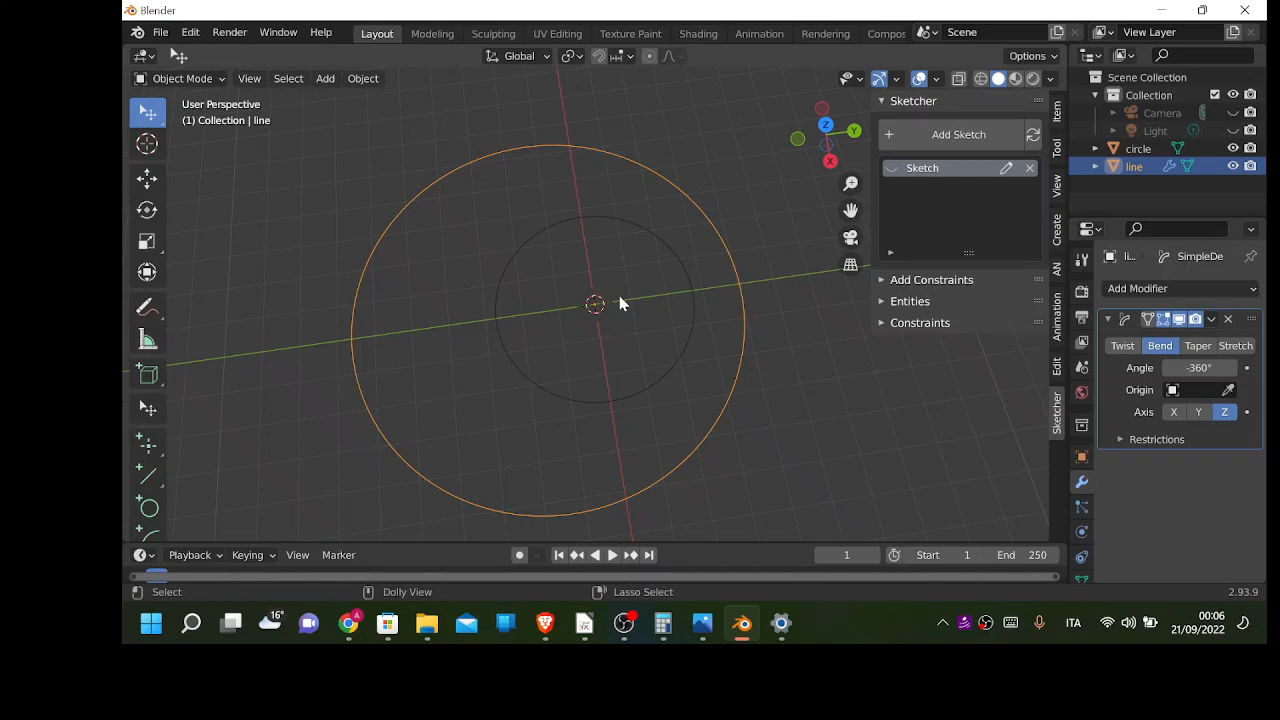 Blender
File Edit Render Window Help Layout Modeling Sculpting UV Editing Texture Paint Shading Animation Rendering Compos Scene View Layer
Global Options
Object Mode View Select Add Object
User Perspective
(1) Collection | line
Z
Y
X
Sketcher
Add Sketch
Sketch
Add Constraints
Entities
Constraints
Item
Tool
View
Create
AN
Animation
Edit
Sketcher
Scene Collection
Collection
Camera
Light
circle
line
li.. SimpleDe
Add Modifier
Twist Bend Taper Stretch
Angle -360°
Origin
Axis X Y Z
Restrictions
Playback Keying View Marker 1 Start 1 End 250
Select Dolly View Lasso Select 2.93.9
16° A ITA 00:06
21/09/2022